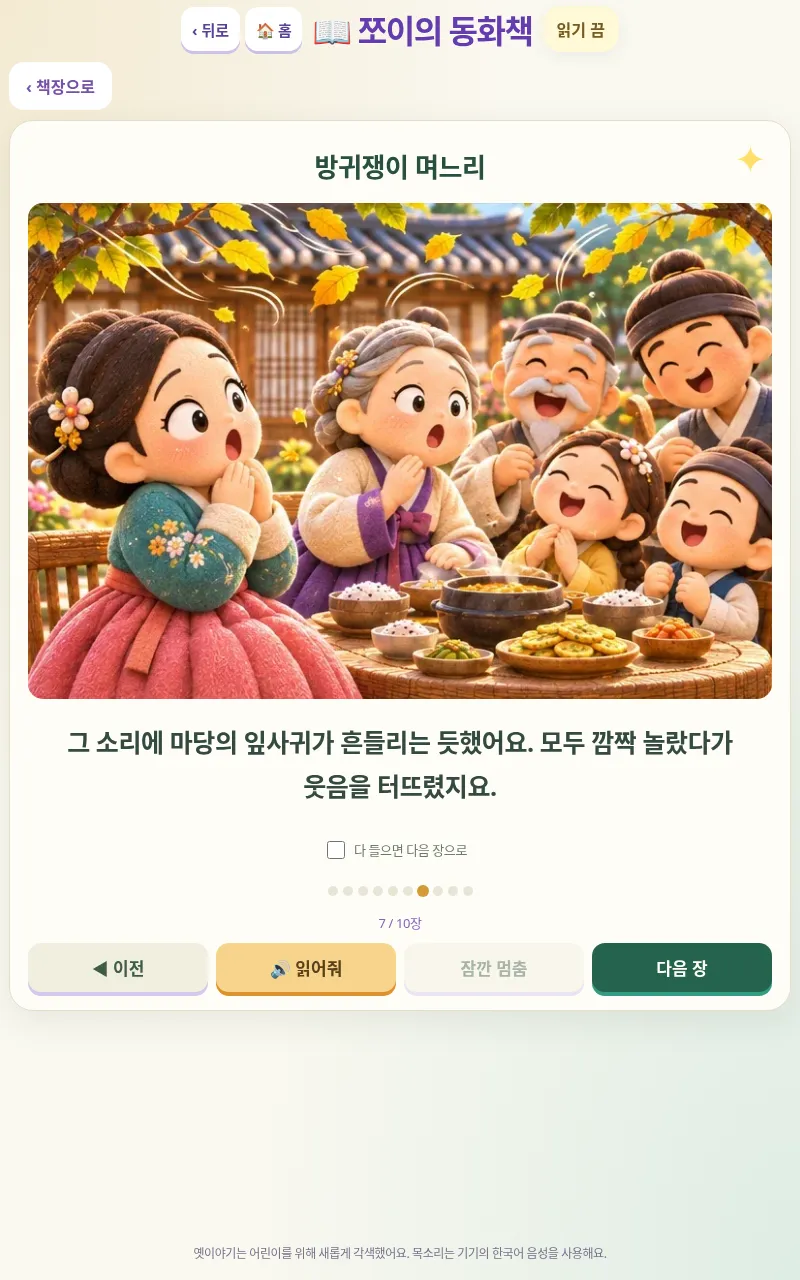 ‹ 뒤로
🏠 홈
📖 쪼이의 동화책
읽기 끔
‹ 책장으로
방귀쟁이 며느리
그 소리에 마당의 잎사귀가 흔들리는 듯했어요. 모두 깜짝 놀랐다가
웃음을 터뜨렸지요.
다 들으면 다음 장으로
7 / 10장
◀ 이전
🔊 읽어줘
잠깐 멈춤
다음 장
옛이야기는 어린이를 위해 새롭게 각색했어요. 목소리는 기기의 한국어 음성을 사용해요.